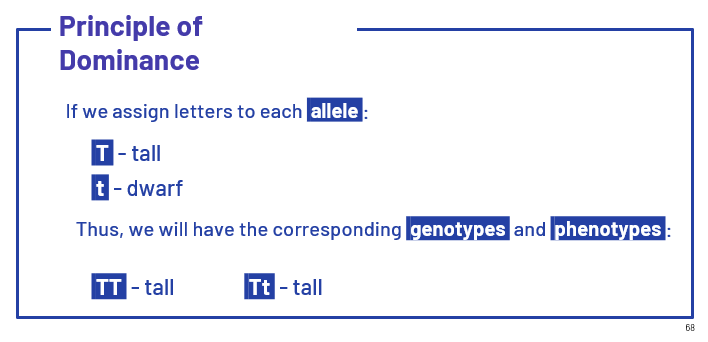 Principle of
Dominance
If we assign letters to each allele:
T - tall
t - dwarf
Thus, we will have the corresponding genotypes and phenotypes:
TT - tall Tt - tall
68